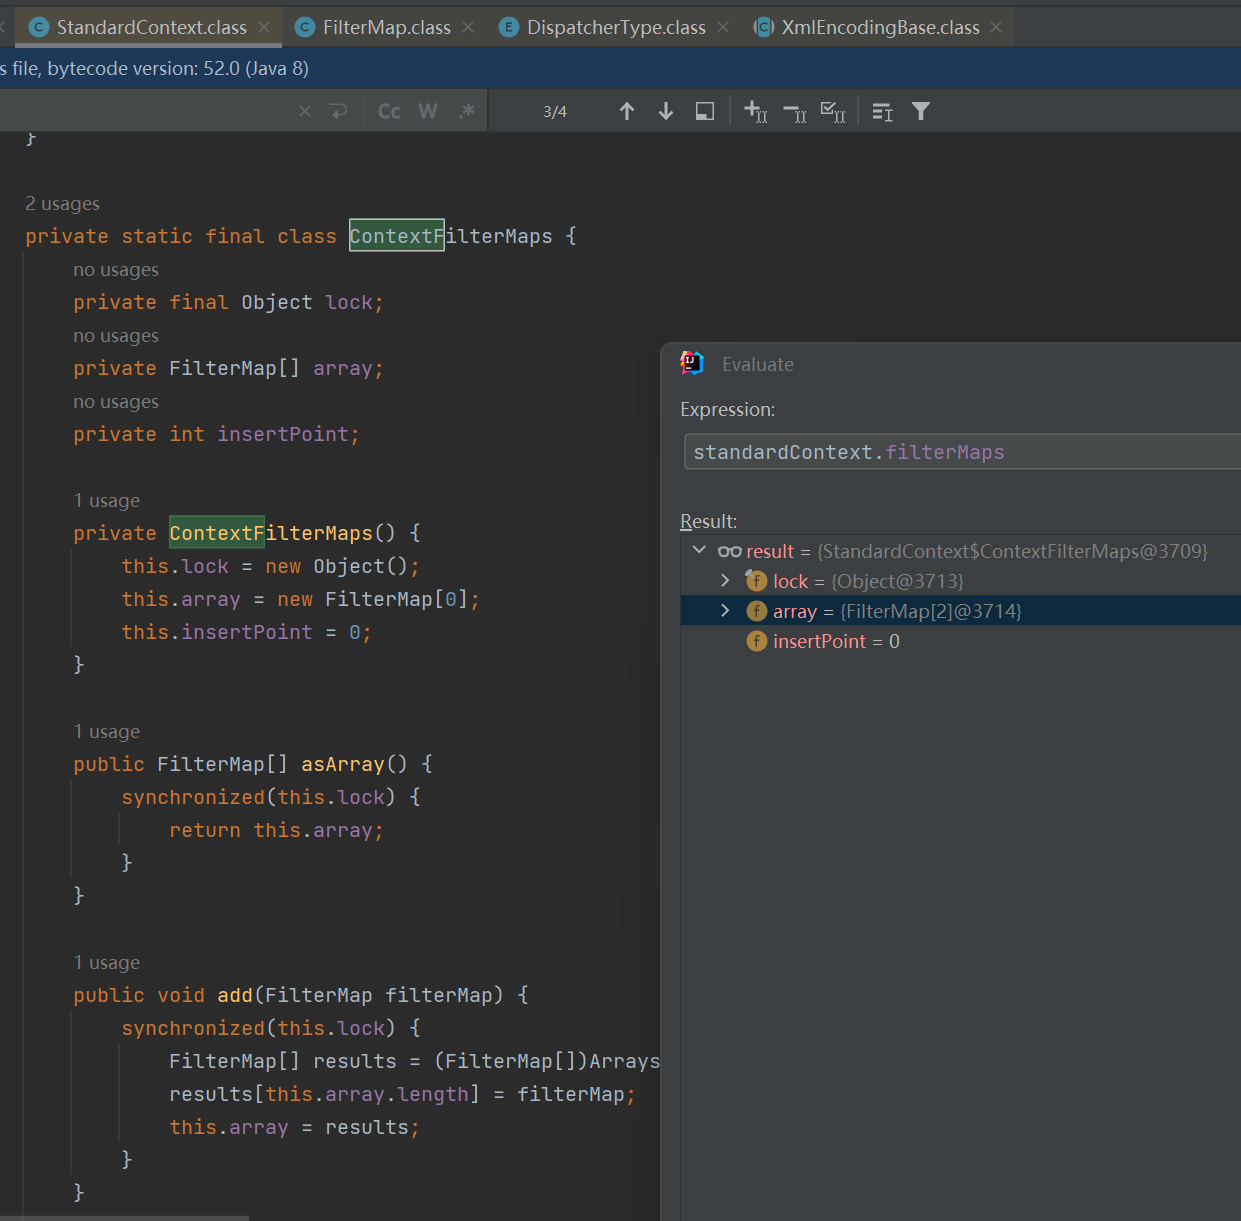 StandardContext.class FilterMap.class DispatcherType.class XmlEncodingBase.class
s file, bytecode version: 52.0 (Java 8)
Cc W .* 3/4
}
2 usages
private static final class ContextFilterMaps {
no usages
private final Object lock;
no usages
private FilterMap[] array;
no usages
private int insertPoint;
1 usage
private ContextFilterMaps() {
this.lock = new Object();
this.array = new FilterMap[0];
this.insertPoint = 0;
}
1 usage
public FilterMap[] asArray() {
synchronized(this.lock) {
return this.array;
}
}
1 usage
public void add(FilterMap filterMap) {
synchronized(this.lock) {
FilterMap[] results = (FilterMap[])Arrays
results[this.array.length] = filterMap;
this.array = results;
}
}
Evaluate
Expression:
standardContext.filterMaps
Result:
result = {StandardContext$ContextFilterMaps@3709}
lock = {Object@3713}
array = {FilterMap[2]@3714}
insertPoint = 0